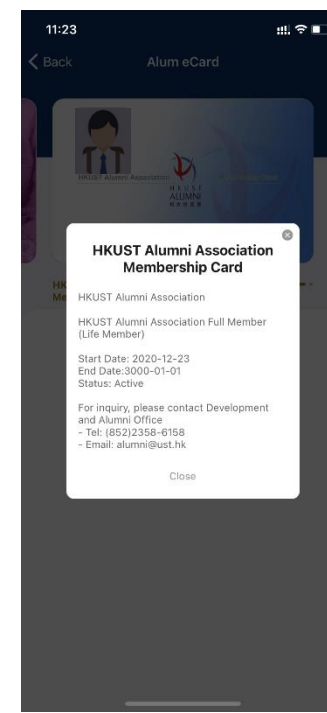 11:23
Back
Alum eCard
HKUST Alumni Association
HKUST
ALUMNI
HKUST Alumni Association
Membership Card
HK
Me
HKUST Alumni Association
HKUST Alumni Association Full Member
(Life Member)
Start Date: 2020-12-23
End Date:3000-01-01
Status: Active
For inquiry, please contact Development
and Alumni Office
- Tel: (852)2358-6158
- Email: alumni@ust.hk
Close